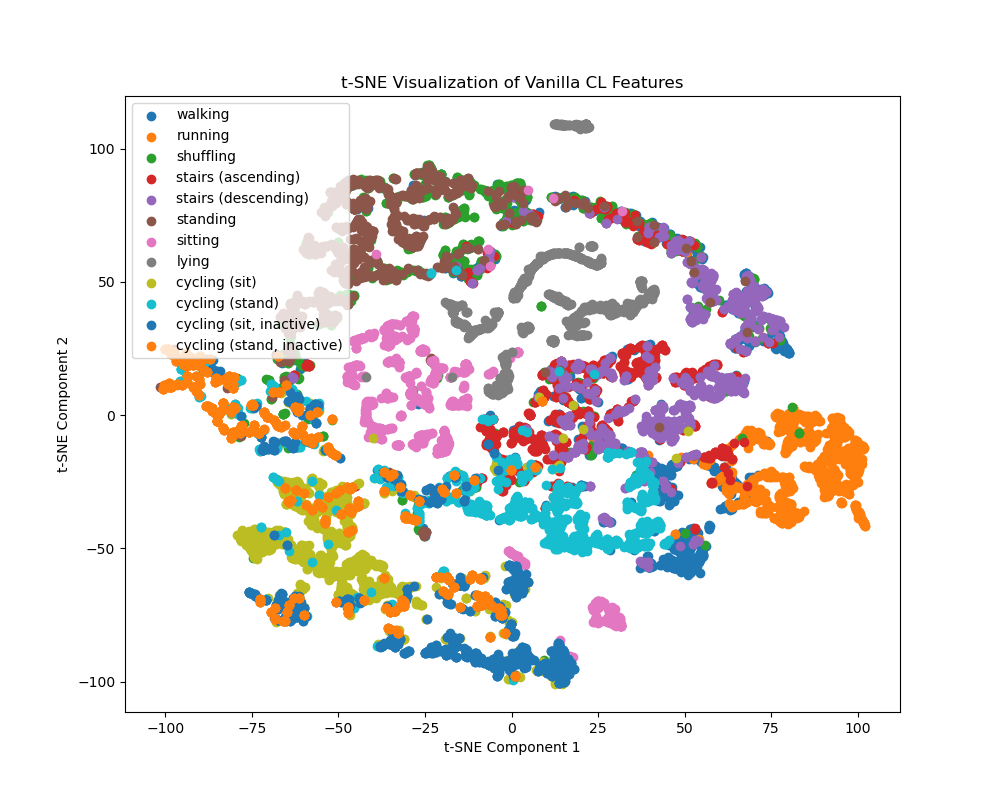 t-SNE Visualization of Vanilla CL Features
walking
running
shuffling
stairs (ascending)
stairs (descending)
standing
sitting
lying
cycling (sit)
cycling (stand)
cycling (sit, inactive)
cycling (stand, inactive)
100
50
0
−50
−100
t-SNE Component 2
−100
−75
−50
−25
0
25
50
75
100
t-SNE Component 1